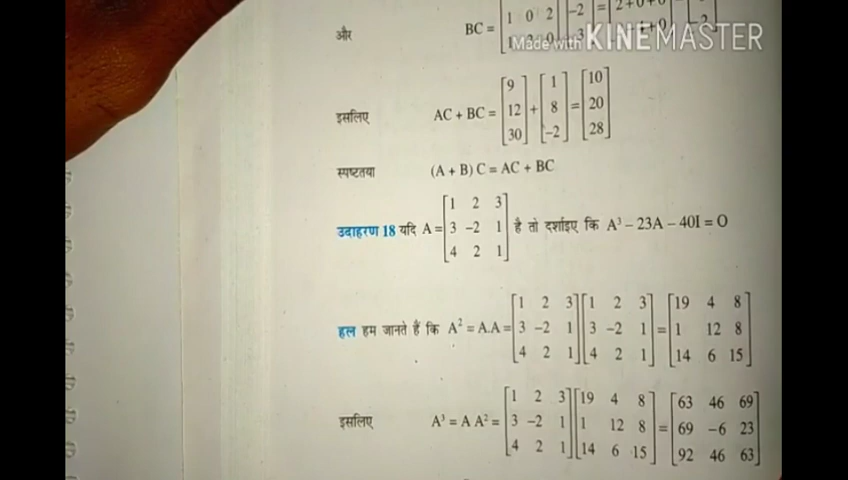 और BC = [1 0 2
Made with KINEMASTER
इसलिए AC + BC = [9 12 30] + [1 8 –2] = [10 20 28]
स्पष्टतया (A + B) C = AC + BC
उदाहरण 18 यदि A = [1 2 3; 3 –2 1; 4 2 1] है तो दर्शाइए कि A³ – 23A – 40I = O
हल हम जानते हैं कि A² = A.A = [1 2 3; 3 –2 1; 4 2 1] [1 2 3; 3 –2 1; 4 2 1] = [19 4 8; 1 12 8; 14 6 15]
इसलिए A³ = A A² = [1 2 3; 3 –2 1; 4 2 1] [19 4 8; 1 12 8; 14 6 15] = [63 46 69; 69 –6 23; 92 46 63]